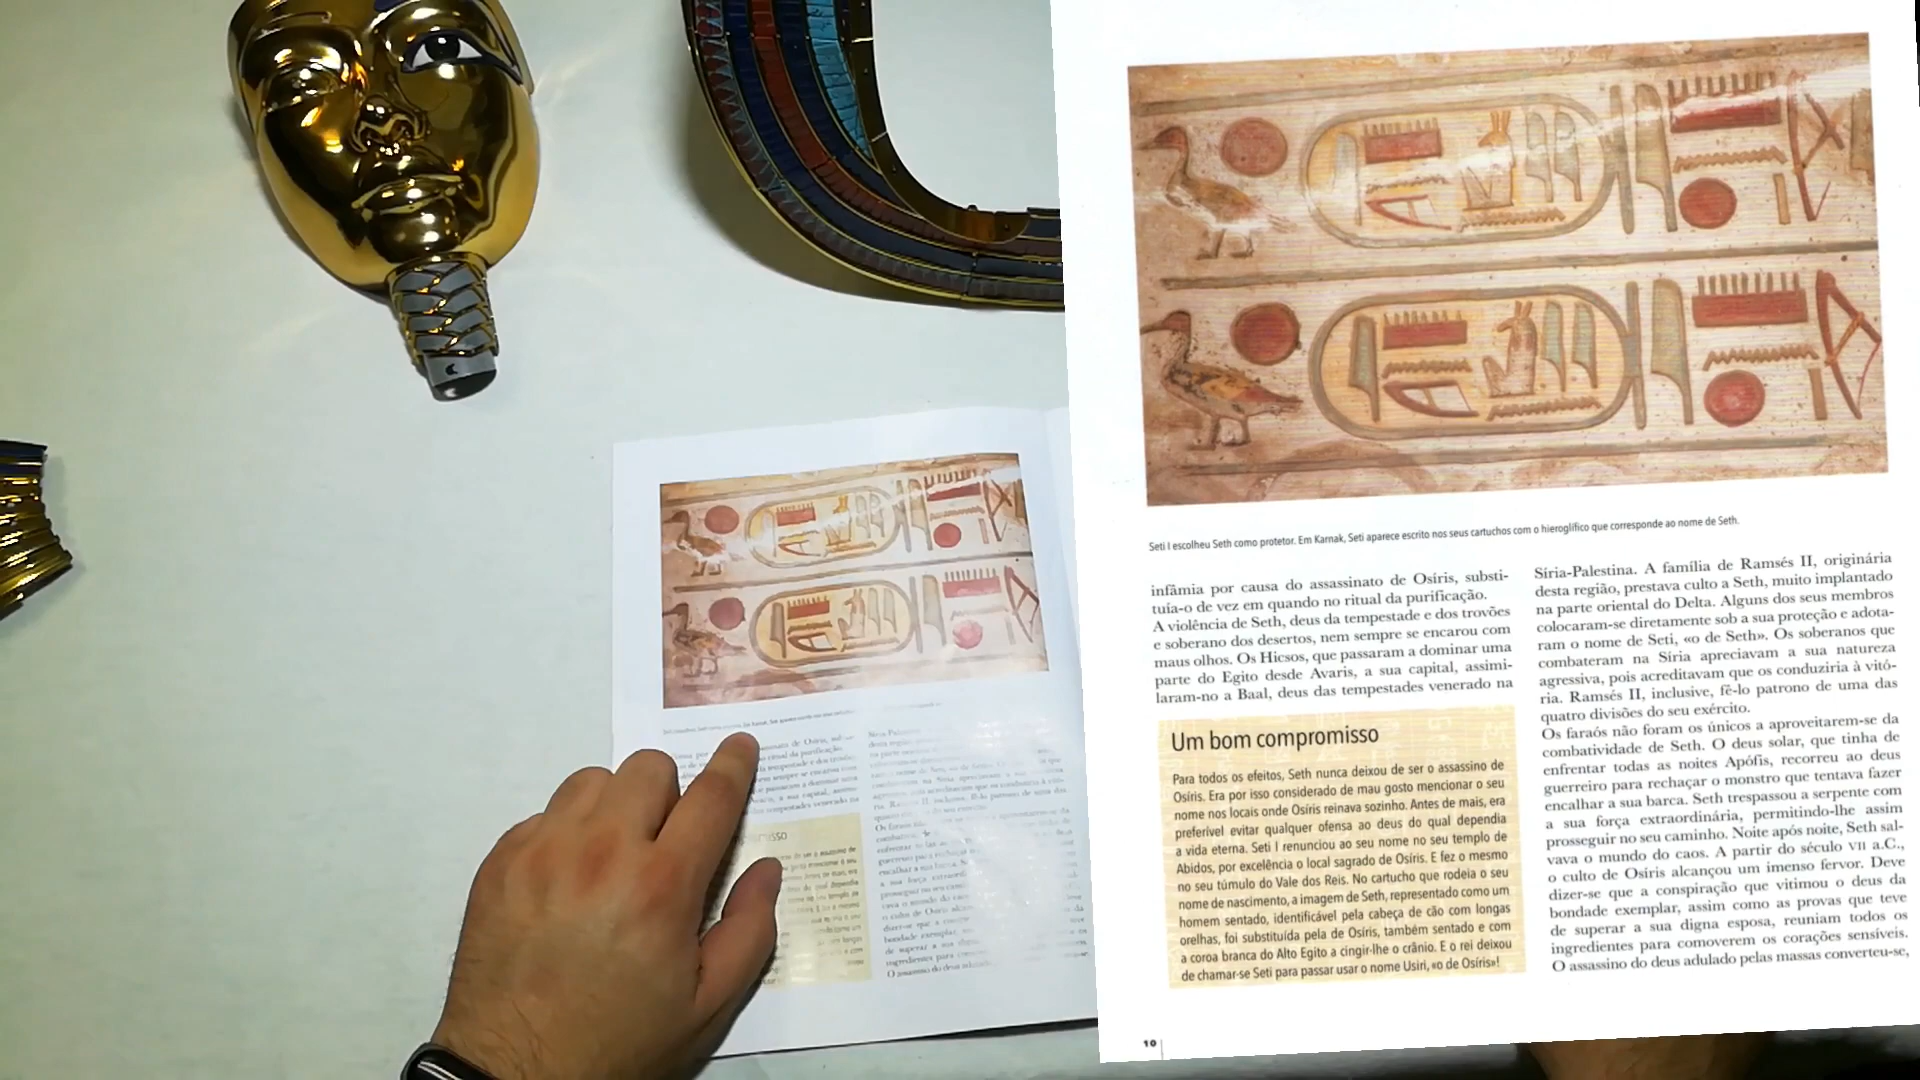 Seti I escolheu Seth como protetor. Em Karnak, Seti aparece escrito nos seus cartuchos com o hieroglífico que corresponde ao nome de Seth.
infâmia por causa do assassinato de Osíris, substi-
tuía-o de vez em quando no ritual da purificação.
A violência de Seth, deus da tempestade e dos trovões
e soberano dos desertos, nem sempre se encarou com
maus olhos. Os Hicsos, que passaram a dominar uma
parte do Egito desde Avaris, a sua capital, assimi-
laram-no a Baal, deus das tempestades venerado na
Um bom compromisso
Para todos os efeitos, Seth nunca deixou de ser o assassino de
Osíris. Era por isso considerado de mau gosto mencionar o seu
nome nos locais onde Osíris reinava sozinho. Antes de mais, era
preferível evitar qualquer ofensa ao deus do qual dependia
a vida eterna. Seti I renunciou ao seu nome no seu templo de
Abidos, por excelência o local sagrado de Osíris. E fez o mesmo
no seu túmulo do Vale dos Reis. No cartucho que rodeia o seu
nome de nascimento, a imagem de Seth, representado como um
homem sentado, identificável pela cabeça de cão com longas
orelhas, foi substituída pela de Osíris, também sentado e com
a coroa branca do Alto Egito a cingir-lhe o crânio. E o rei deixou
de chamar-se Seti para passar usar o nome Usiri, «o de Osíris»!
Síria-Palestina. A família de Ramsés II, originária
desta região, prestava culto a Seth, muito implantado
na parte oriental do Delta. Alguns dos seus membros
colocaram-se diretamente sob a sua proteção e adota-
ram o nome de Seti, «o de Seth». Os soberanos que
combateram na Síria apreciavam a sua natureza
agressiva, pois acreditavam que os conduziria à vitó-
ria. Ramsés II, inclusive, fê-lo patrono de uma das
quatro divisões do seu exército.
Os faraós não foram os únicos a aproveitarem-se da
combatividade de Seth. O deus solar, que tinha de
enfrentar todas as noites Apófis, recorreu ao deus
guerreiro para rechaçar o monstro que tentava fazer
encalhar a sua barca. Seth trespassou a serpente com
a sua força extraordinária, permitindo-lhe assim
prosseguir no seu caminho. Noite após noite, Seth sal-
vava o mundo do caos. A partir do século VII a.C.,
o culto de Osíris alcançou um imenso fervor. Deve
dizer-se que a conspiração que vitimou o deus da
bondade exemplar, assim como as provas que teve
de superar a sua digna esposa, reuniam todos os
ingredientes para comoverem os corações sensíveis.
O assassino do deus adulado pelas massas converteu-se,
10